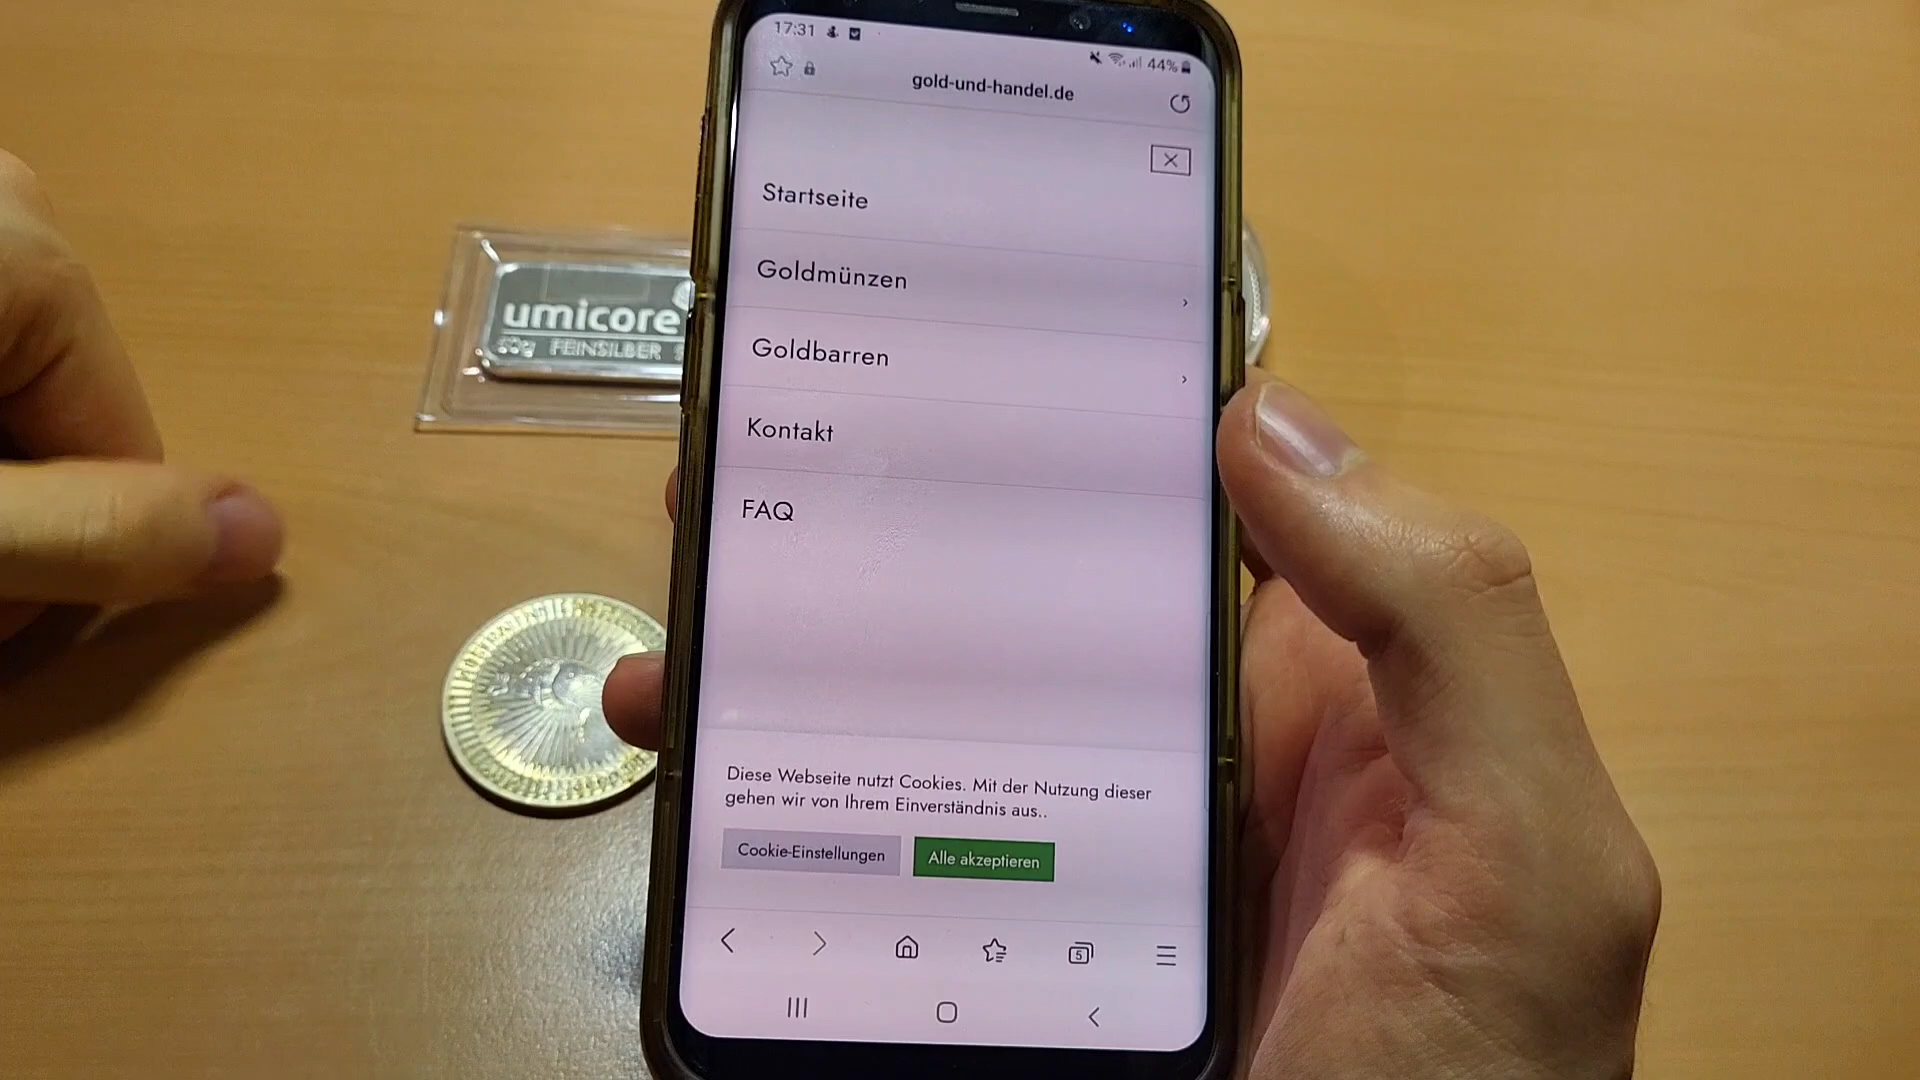 17:31
44%
gold-und-handel.de
Startseite
Goldmünzen
Goldbarren
Kontakt
FAQ
Diese Webseite nutzt Cookies. Mit der Nutzung dieser
gehen wir von Ihrem Einverständnis aus..
Cookie-Einstellungen
Alle akzeptieren
5
umicore
FEINSILBER